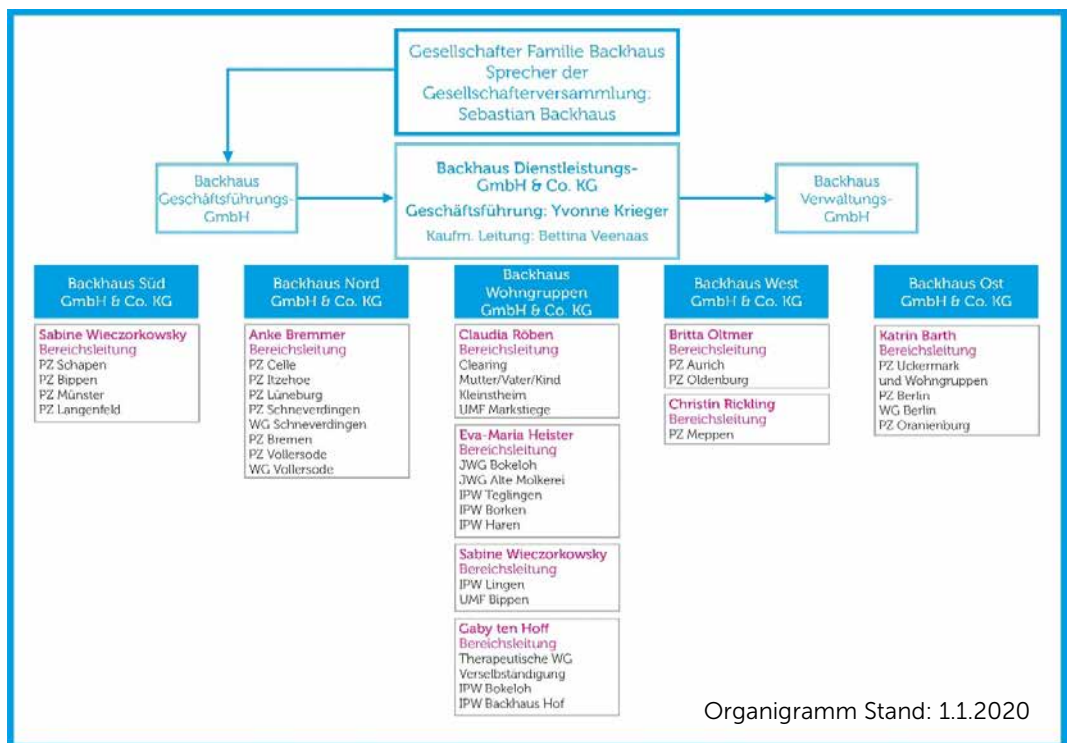 Gesellschafter Familie Backhaus
Sprecher der
Gesellschafterversammlung:
Sebastian Backhaus
Backhaus
Geschäftsführungs-
GmbH
Backhaus Dienstleistungs-
GmbH & Co. KG
Geschäftsführung: Yvonne Krieger
Kaufm. Leitung: Bettina Veenaas
Backhaus
Verwaltungs-
GmbH
Backhaus Süd
GmbH & Co. KG
Sabine Wieczorkowsky
Bereichsleitung
PZ Schapen
PZ Bippen
PZ Münster
PZ Langenfeld
Backhaus Nord
GmbH & Co. KG
Anke Bremmer
Bereichsleitung
PZ Celle
PZ Itzehoe
PZ Lüneburg
PZ Schneverdingen
WG Schneverdingen
PZ Bremen
PZ Vollersode
WG Vollersode
Backhaus
Wohngruppen
GmbH & Co. KG
Claudia Röben
Bereichsleitung
Clearing
Mutter/Vater/Kind
Kleinstheim
UMF Markstiege
Eva-Maria Heister
Bereichsleitung
JWG Bokeloh
JWG Alte Molkerei
IPW Teglingen
IPW Borken
IPW Haren
Sabine Wieczorkowsky
Bereichsleitung
IPW Lingen
UMF Bippen
Gaby ten Hoff
Bereichsleitung
Therapeutische WG
Verselbständigung
IPW Bokeloh
IPW Backhaus Hof
Backhaus West
GmbH & Co. KG
Britta Oltmer
Bereichsleitung
PZ Aurich
PZ Oldenburg
Christin Rickling
Bereichsleitung
PZ Meppen
Backhaus Ost
GmbH & Co. KG
Katrin Barth
Bereichsleitung
PZ Uckermark
und Wohngruppen
PZ Berlin
WG Berlin
PZ Oranienburg
Organigramm Stand: 1.1.2020